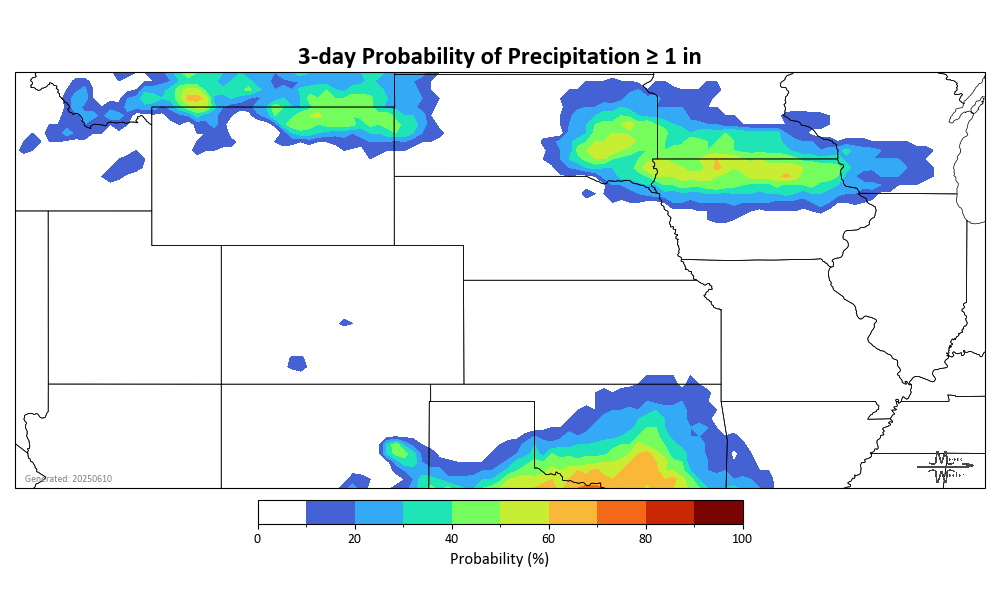 3-day Probability of Precipitation ≥ 1 in
Generated: 20250610
0 20 40 60 80 100
Probability (%)